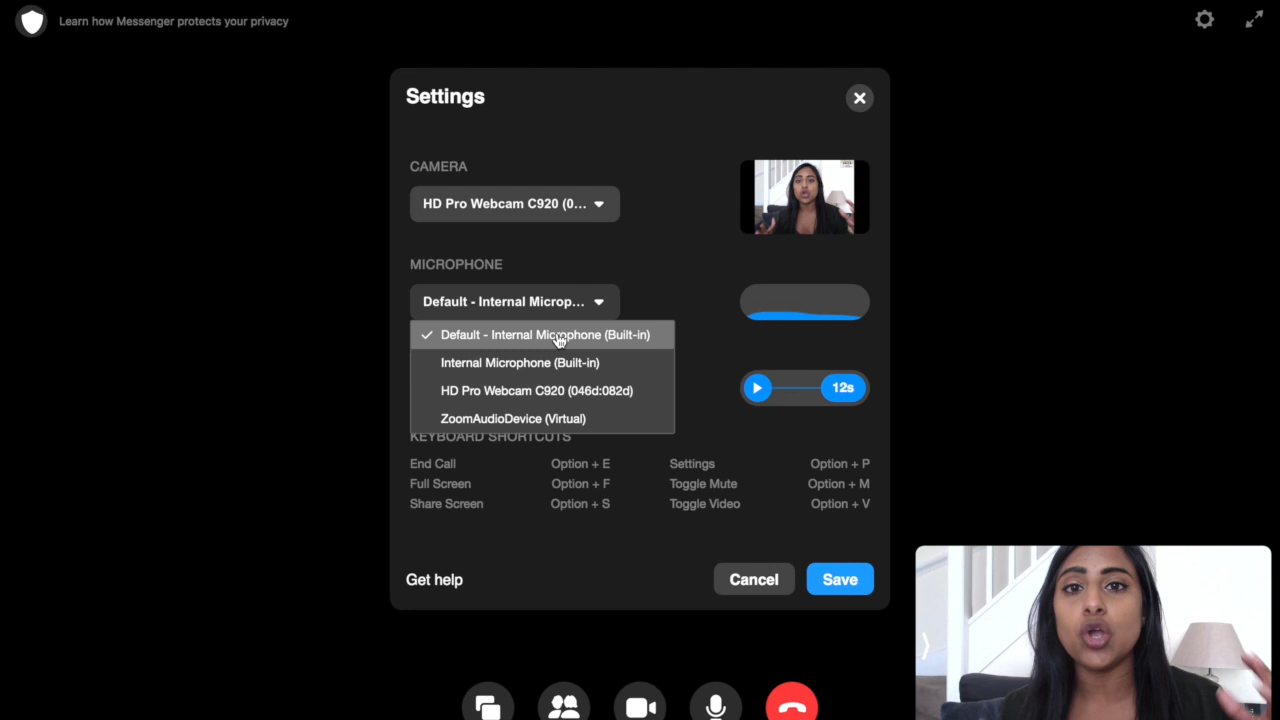 Learn how Messenger protects your privacy
Settings
CAMERA
HD Pro Webcam C920 (0...
MICROPHONE
Default - Internal Microp...
Default - Internal Microphone (Built-in)
Internal Microphone (Built-in)
HD Pro Webcam C920 (046d:082d)
12s
ZoomAudioDevice (Virtual)
KEYBOARD SHORTCUTS
End Call Option + E Settings Option + P
Full Screen Option + F Toggle Mute Option + M
Share Screen Option + S Toggle Video Option + V
Get help
Cancel
Save